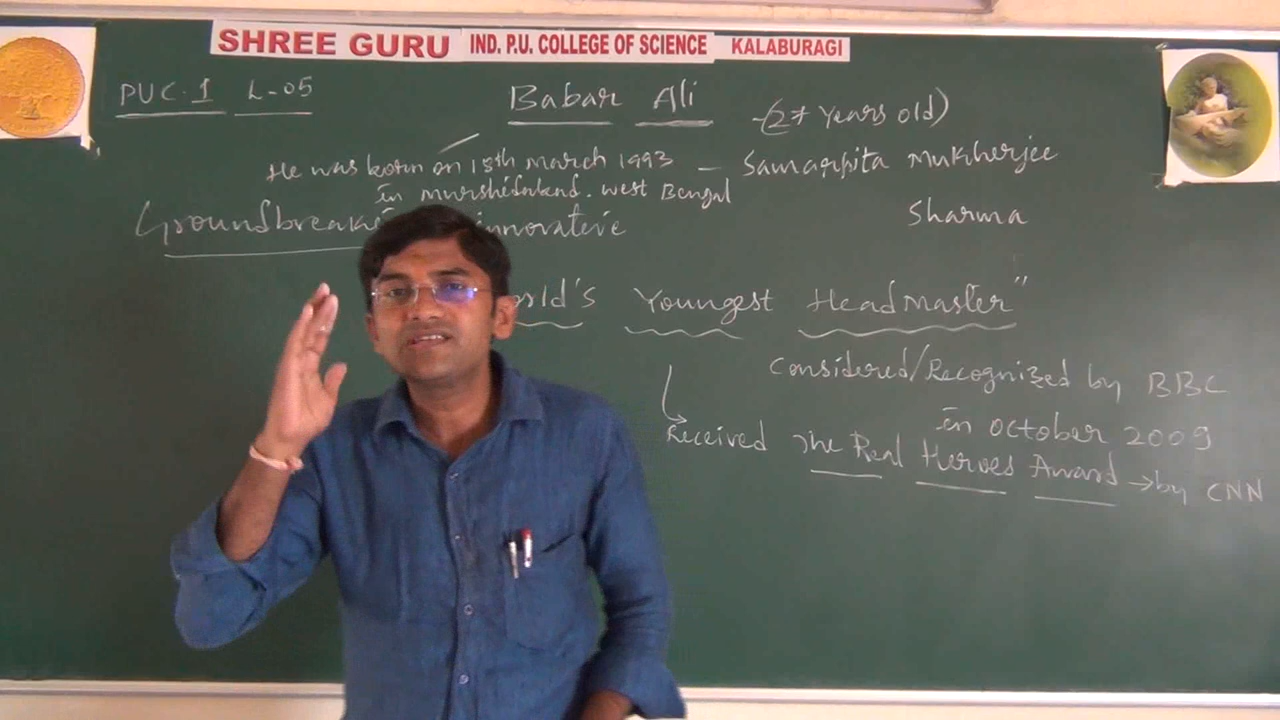 SHREE GURU IND. P.U. COLLEGE OF SCIENCE KALABURAGI
PUC.1 L-05
Babar Ali
(27 Years old)
He was born on 18th March 1993
- Samarpita Mukherjee
in Murshidabad. West Bengal
Sharma
innovative
Youngest Headmaster"
Considered/Recognized by BBC
in October 2009
Received The Real Heroes Award → by CNN